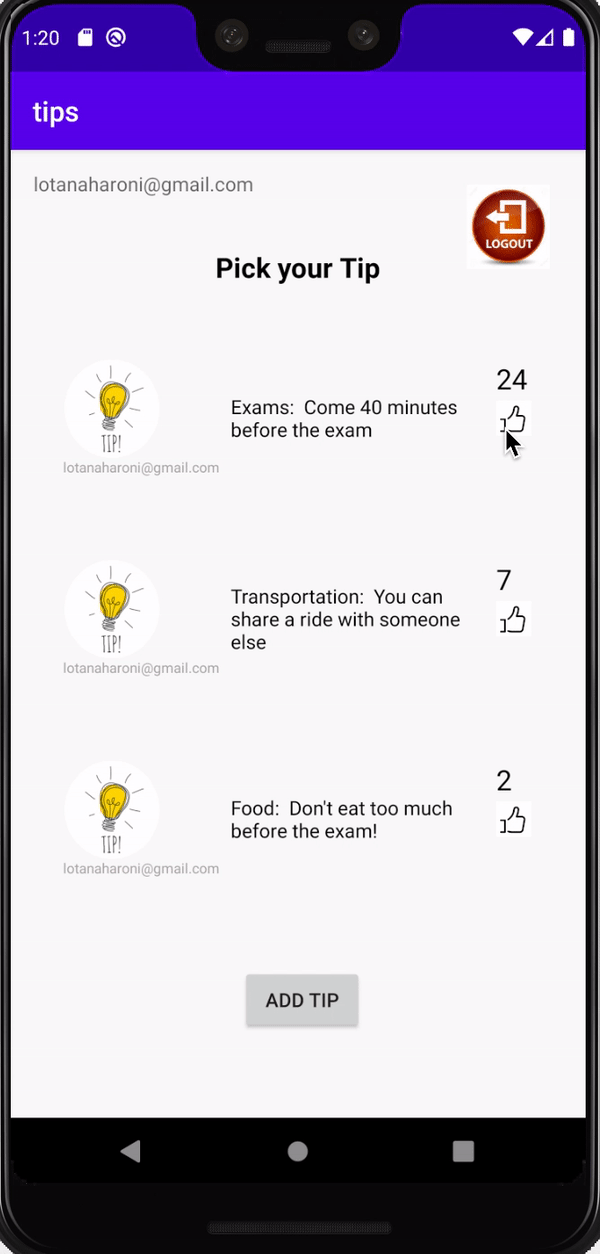 1:20
tips
lotanaharoni@gmail.com
LOGOUT
Pick your Tip
24
Exams:  Come 40 minutes
before the exam
TIP!
lotanaharoni@gmail.com
7
Transportation:  You can
share a ride with someone
else
TIP!
lotanaharoni@gmail.com
2
Food:  Don't eat too much
before the exam!
TIP!
lotanaharoni@gmail.com
ADD TIP